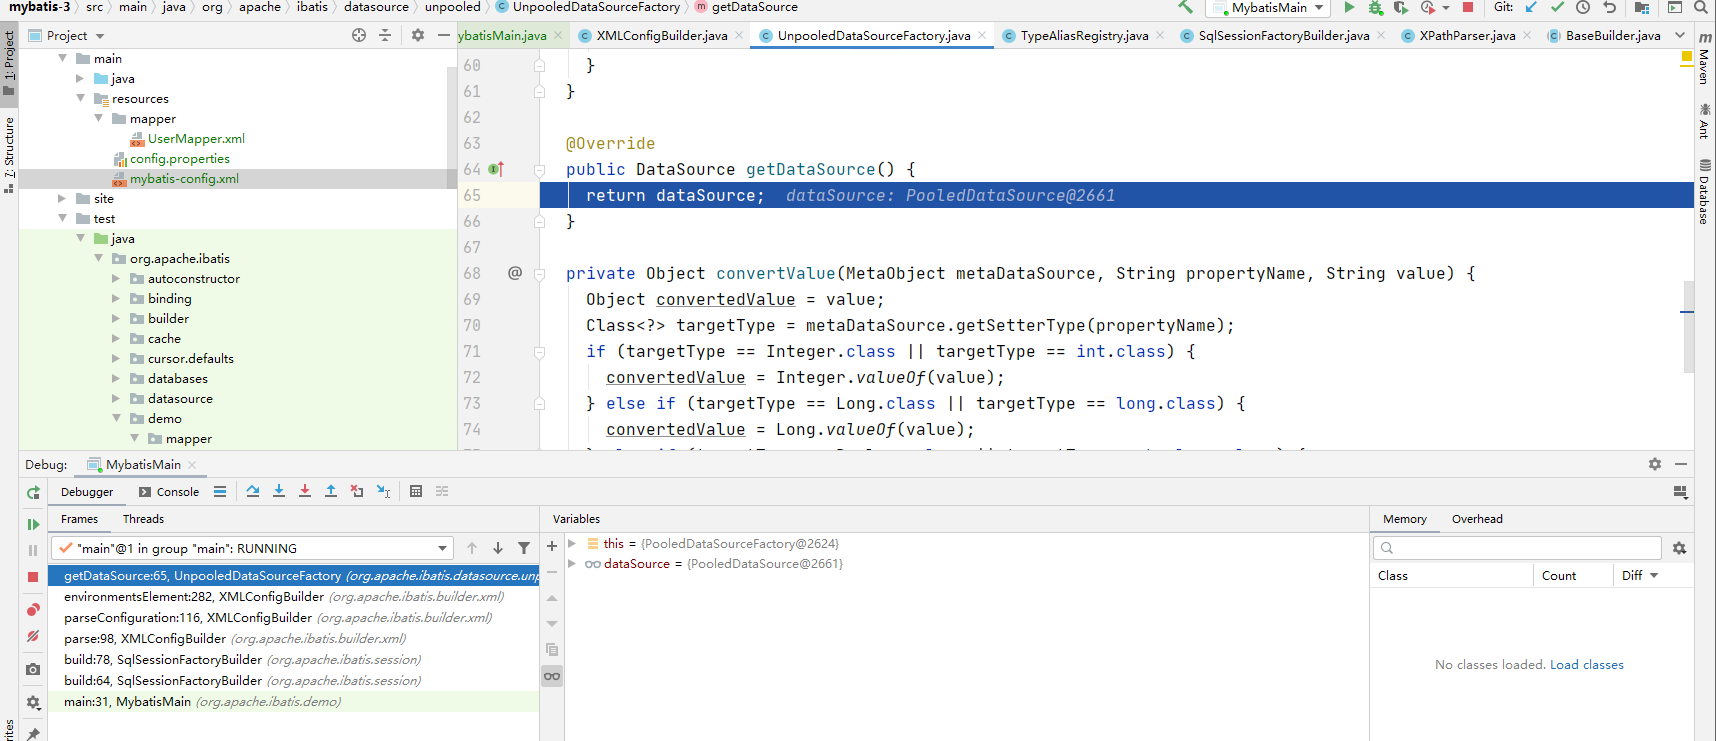 mybatis-3 › src › main › java › org › apache › ibatis › datasource › unpooled › UnpooledDataSourceFactory › getDataSource
MybatisMain
Git:
Project
ybatisMain.java
XMLConfigBuilder.java
UnpooledDataSourceFactory.java
TypeAliasRegistry.java
SqlSessionFactoryBuilder.java
XPathParser.java
BaseBuilder.java
1: Project
7: Structure
rites
Maven
Ant
Database
main
java
resources
mapper
UserMapper.xml
config.properties
mybatis-config.xml
site
test
java
org.apache.ibatis
autoconstructor
binding
builder
cache
cursor.defaults
databases
datasource
demo
mapper
60 }
61 }
62
63 @Override
64 public DataSource getDataSource() {
65 return dataSource; dataSource: PooledDataSource@2661
66 }
67
68 @ private Object convertValue(MetaObject metaDataSource, String propertyName, String value) {
69 Object convertedValue = value;
70 Class<?> targetType = metaDataSource.getSetterType(propertyName);
71 if (targetType == Integer.class || targetType == int.class) {
72 convertedValue = Integer.valueOf(value);
73 } else if (targetType == Long.class || targetType == long.class) {
74 convertedValue = Long.valueOf(value);
Debug: MybatisMain
Debugger Console
Frames Threads
"main"@1 in group "main": RUNNING
getDataSource:65, UnpooledDataSourceFactory (org.apache.ibatis.datasource.unp
environmentsElement:282, XMLConfigBuilder (org.apache.ibatis.builder.xml)
parseConfiguration:116, XMLConfigBuilder (org.apache.ibatis.builder.xml)
parse:98, XMLConfigBuilder (org.apache.ibatis.builder.xml)
build:78, SqlSessionFactoryBuilder (org.apache.ibatis.session)
build:64, SqlSessionFactoryBuilder (org.apache.ibatis.session)
main:31, MybatisMain (org.apache.ibatis.demo)
Variables
this = {PooledDataSourceFactory@2624}
dataSource = {PooledDataSource@2661}
Memory Overhead
Class Count Diff
No classes loaded. Load classes